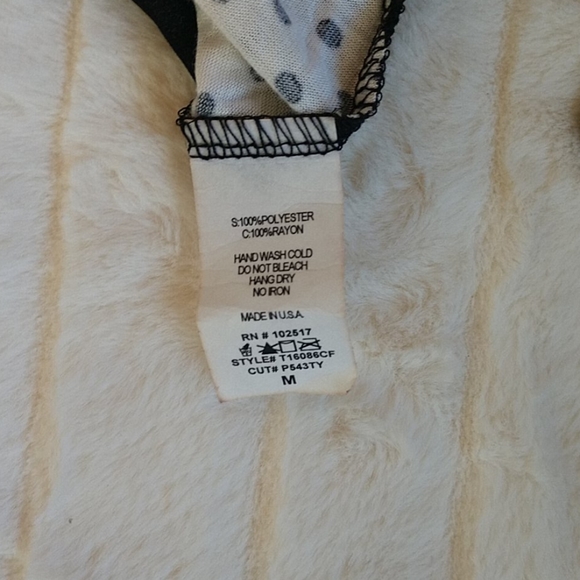 S:100%POLYESTER
C:100%RAYON
HAND WASH COLD
DO NOT BLEACH
HANG DRY
NO IRON
MADE IN U.S.A.
RN # 102517
STYLE# T16086CF
CUT# P543TY
M